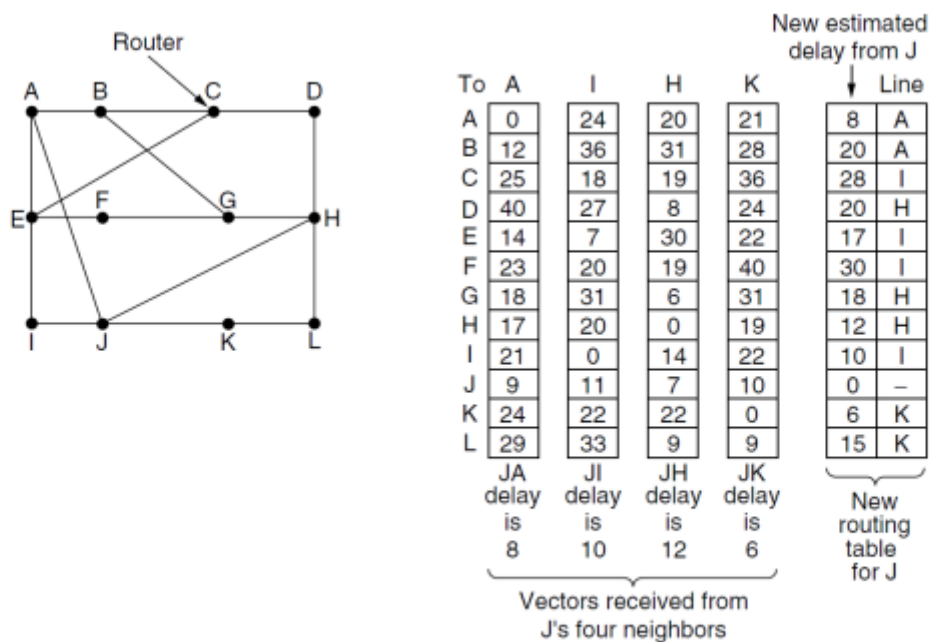 Router
A B C D
E F G H
I J K L
New estimated
delay from J
To A I H K Line
A 0 24 20 21 8 A
B 12 36 31 28 20 A
C 25 18 19 36 28 I
D 40 27 8 24 20 H
E 14 7 30 22 17 I
F 23 20 19 40 30 I
G 18 31 6 31 18 H
H 17 20 0 19 12 H
I 21 0 14 22 10 I
J 9 11 7 10 0 –
K 24 22 22 0 6 K
L 29 33 9 9 15 K
JA JI JH JK
delay delay delay delay
is is is is
8 10 12 6
New
routing
table
for J
Vectors received from
J's four neighbors